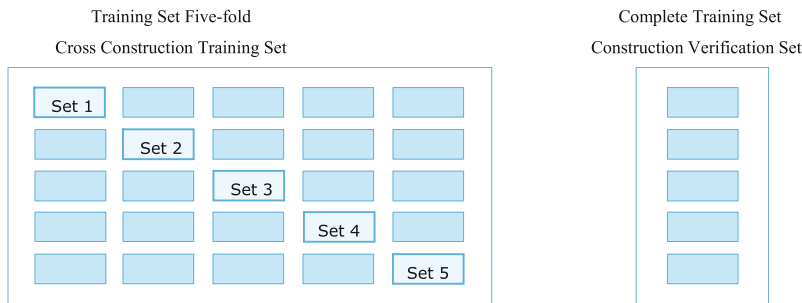 Training Set Five-fold
Cross Construction Training Set
Complete Training Set
Construction Verification Set
Set 1
Set 2
Set 3
Set 4
Set 5